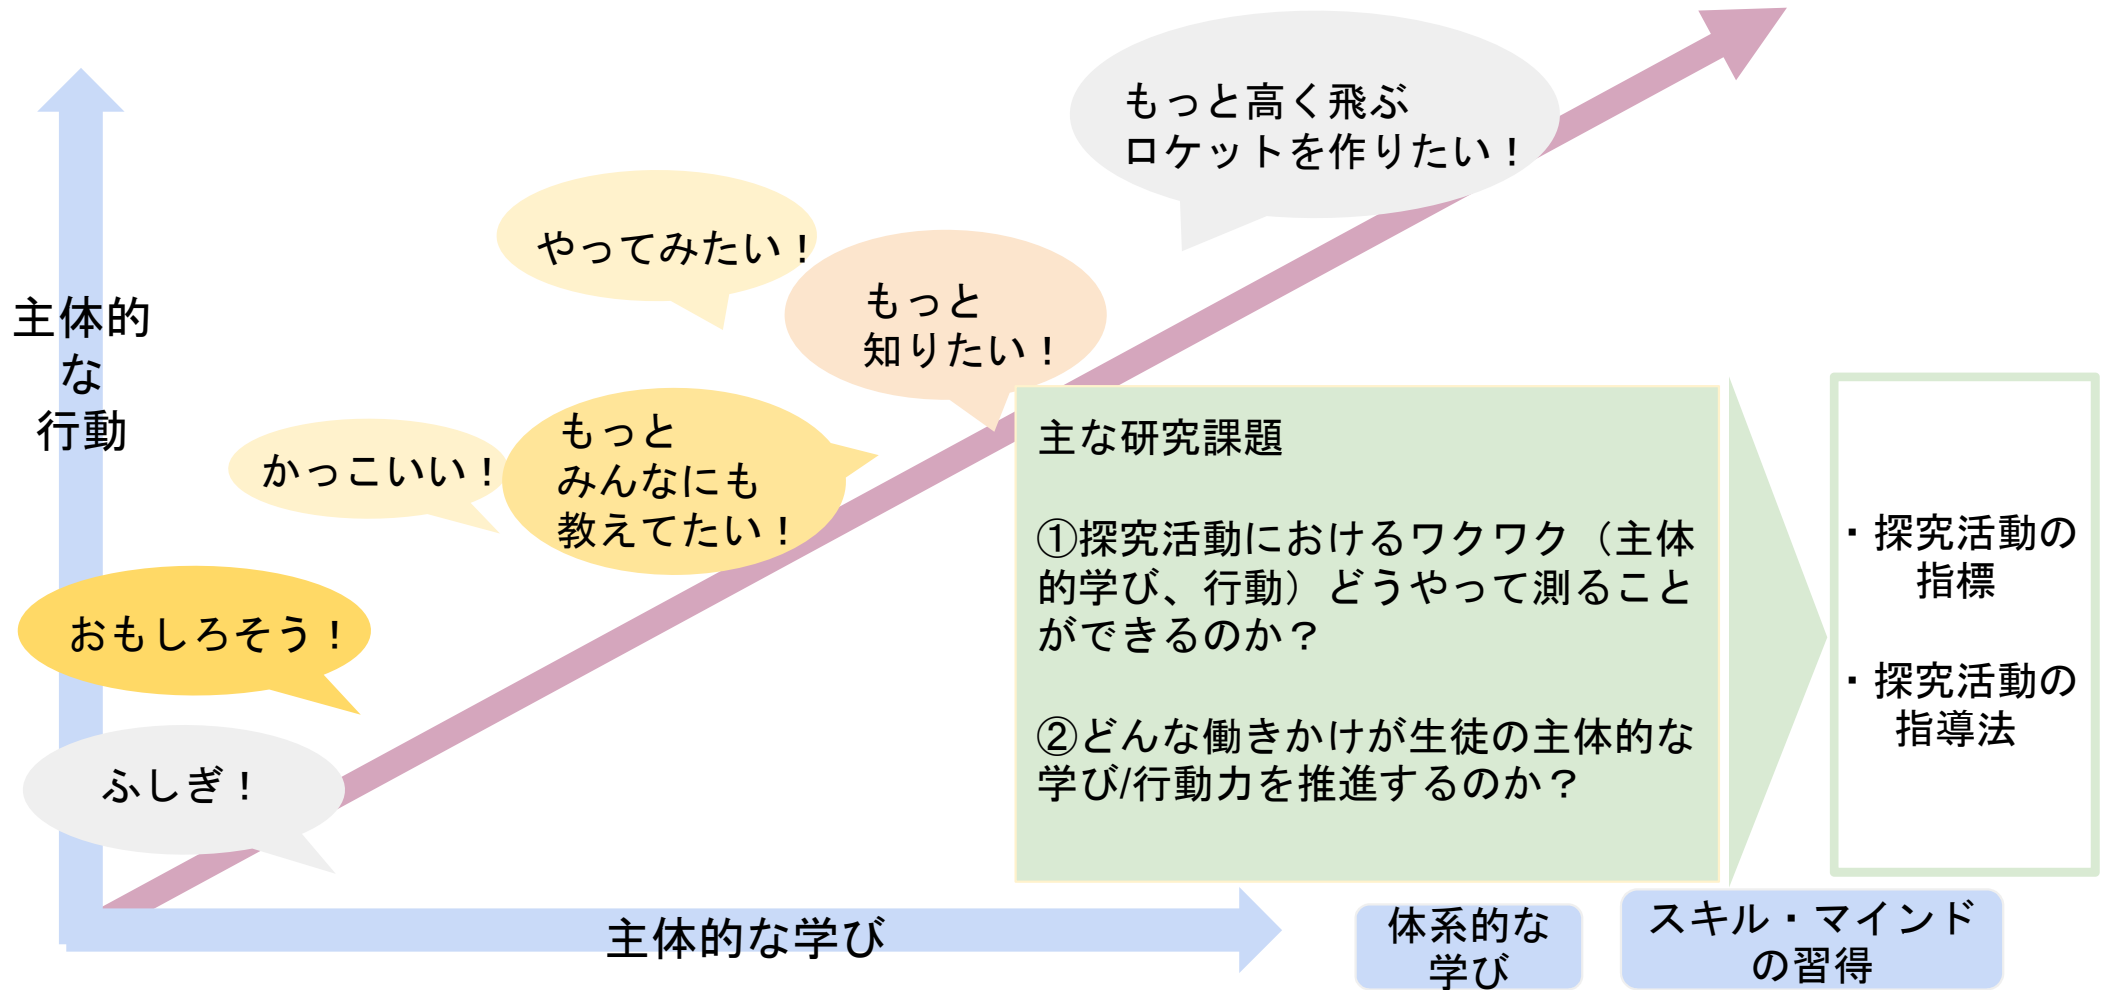 もっと高く飛ぶ
ロケットを作りたい！
やってみたい！
もっと
知りたい！
主体的
な
行動
かっこいい！
もっと
みんなにも
教えてたい！
おもしろそう！
ふしぎ！
主な研究課題
①探究活動におけるワクワク（主体
的学び、行動）どうやって測ること
ができるのか？
②どんな働きかけが生徒の主体的な
学び/行動力を推進するのか？
・探究活動の
指標
・探究活動の
指導法
主体的な学び
体系的な
学び
スキル・マインド
の習得